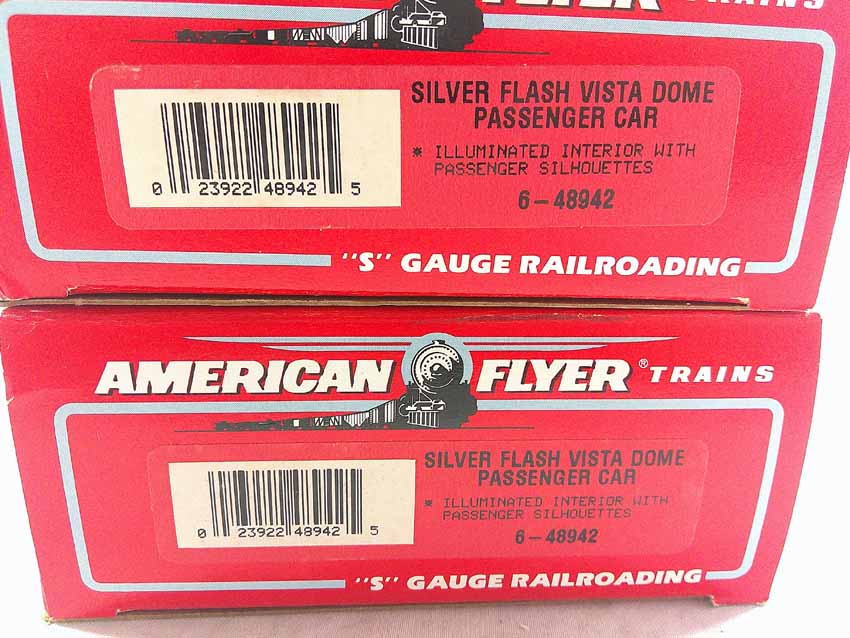 FLYER TRAINS
SILVER FLASH VISTA DOME
PASSENGER CAR
* ILLUMINATED INTERIOR WITH
PASSENGER SILHOUETTES
6-48942
0 23922 48942 5
"S" GAUGE RAILROADING
AMERICAN FLYER ® TRAINS
SILVER FLASH VISTA DOME
PASSENGER CAR
* ILLUMINATED INTERIOR WITH
PASSENGER SILHOUETTES
6-48942
0 23922 48942 5
"S" GAUGE RAILROADING